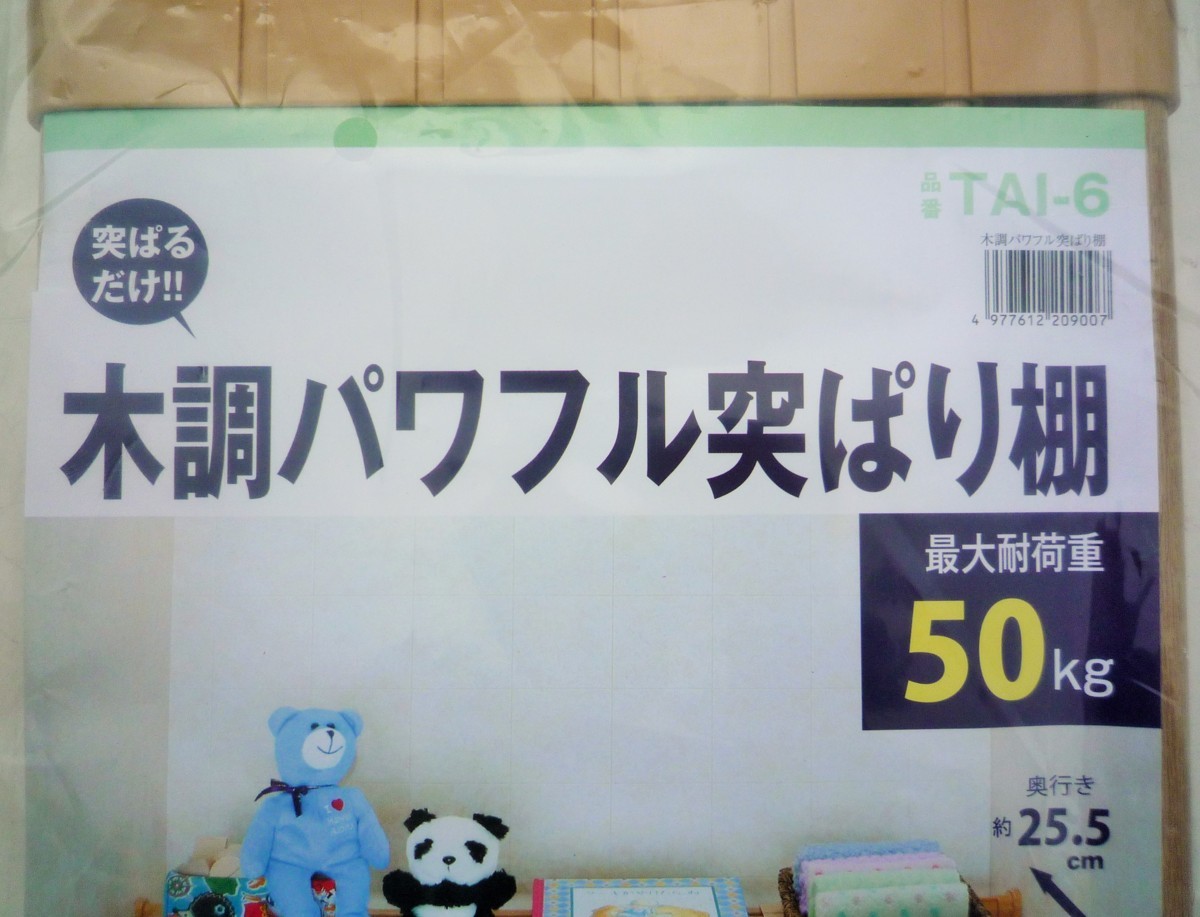 品番 TAI-6
木調パワフル突ぱり棚
4 977612 209007
突ぱる
だけ!!
木調パワフル突ぱり棚
最大耐荷重
50kg
奥行き
約25.5
cm